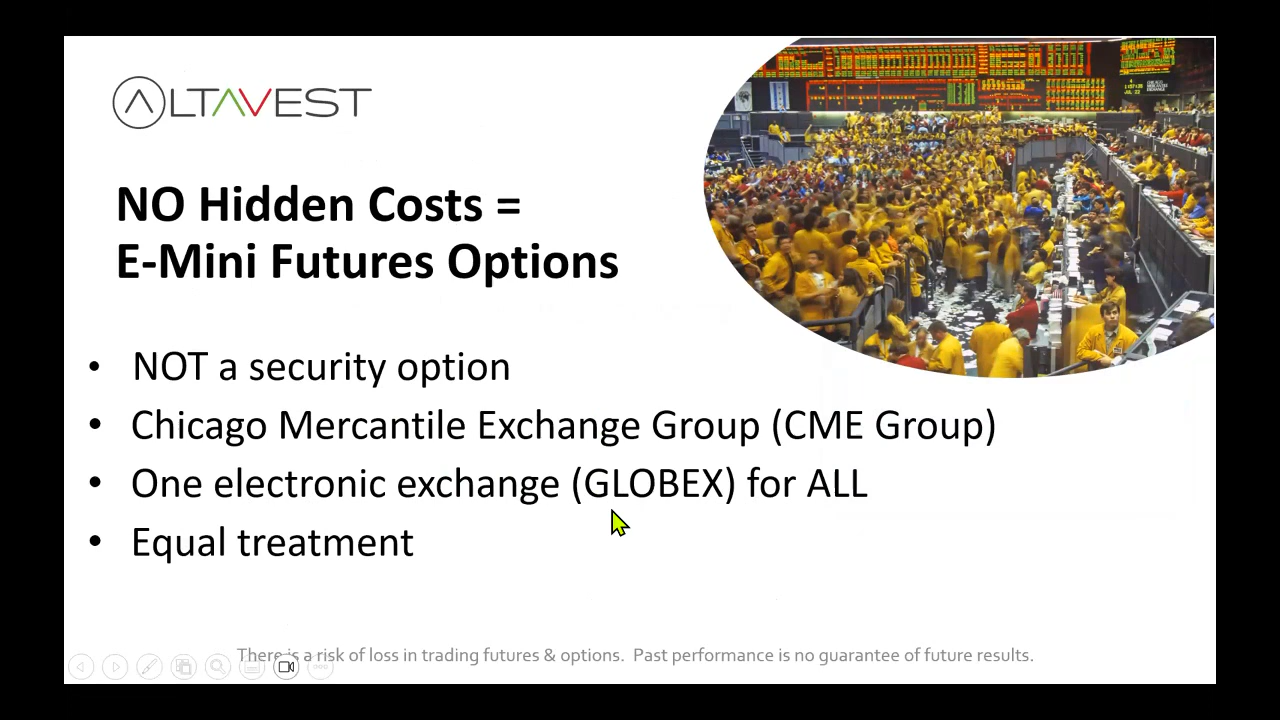 ALTAVEST
NO Hidden Costs =
E-Mini Futures Options
• NOT a security option
• Chicago Mercantile Exchange Group (CME Group)
• One electronic exchange (GLOBEX) for ALL
• Equal treatment
There is a risk of loss in trading futures & options. Past performance is no guarantee of future results.